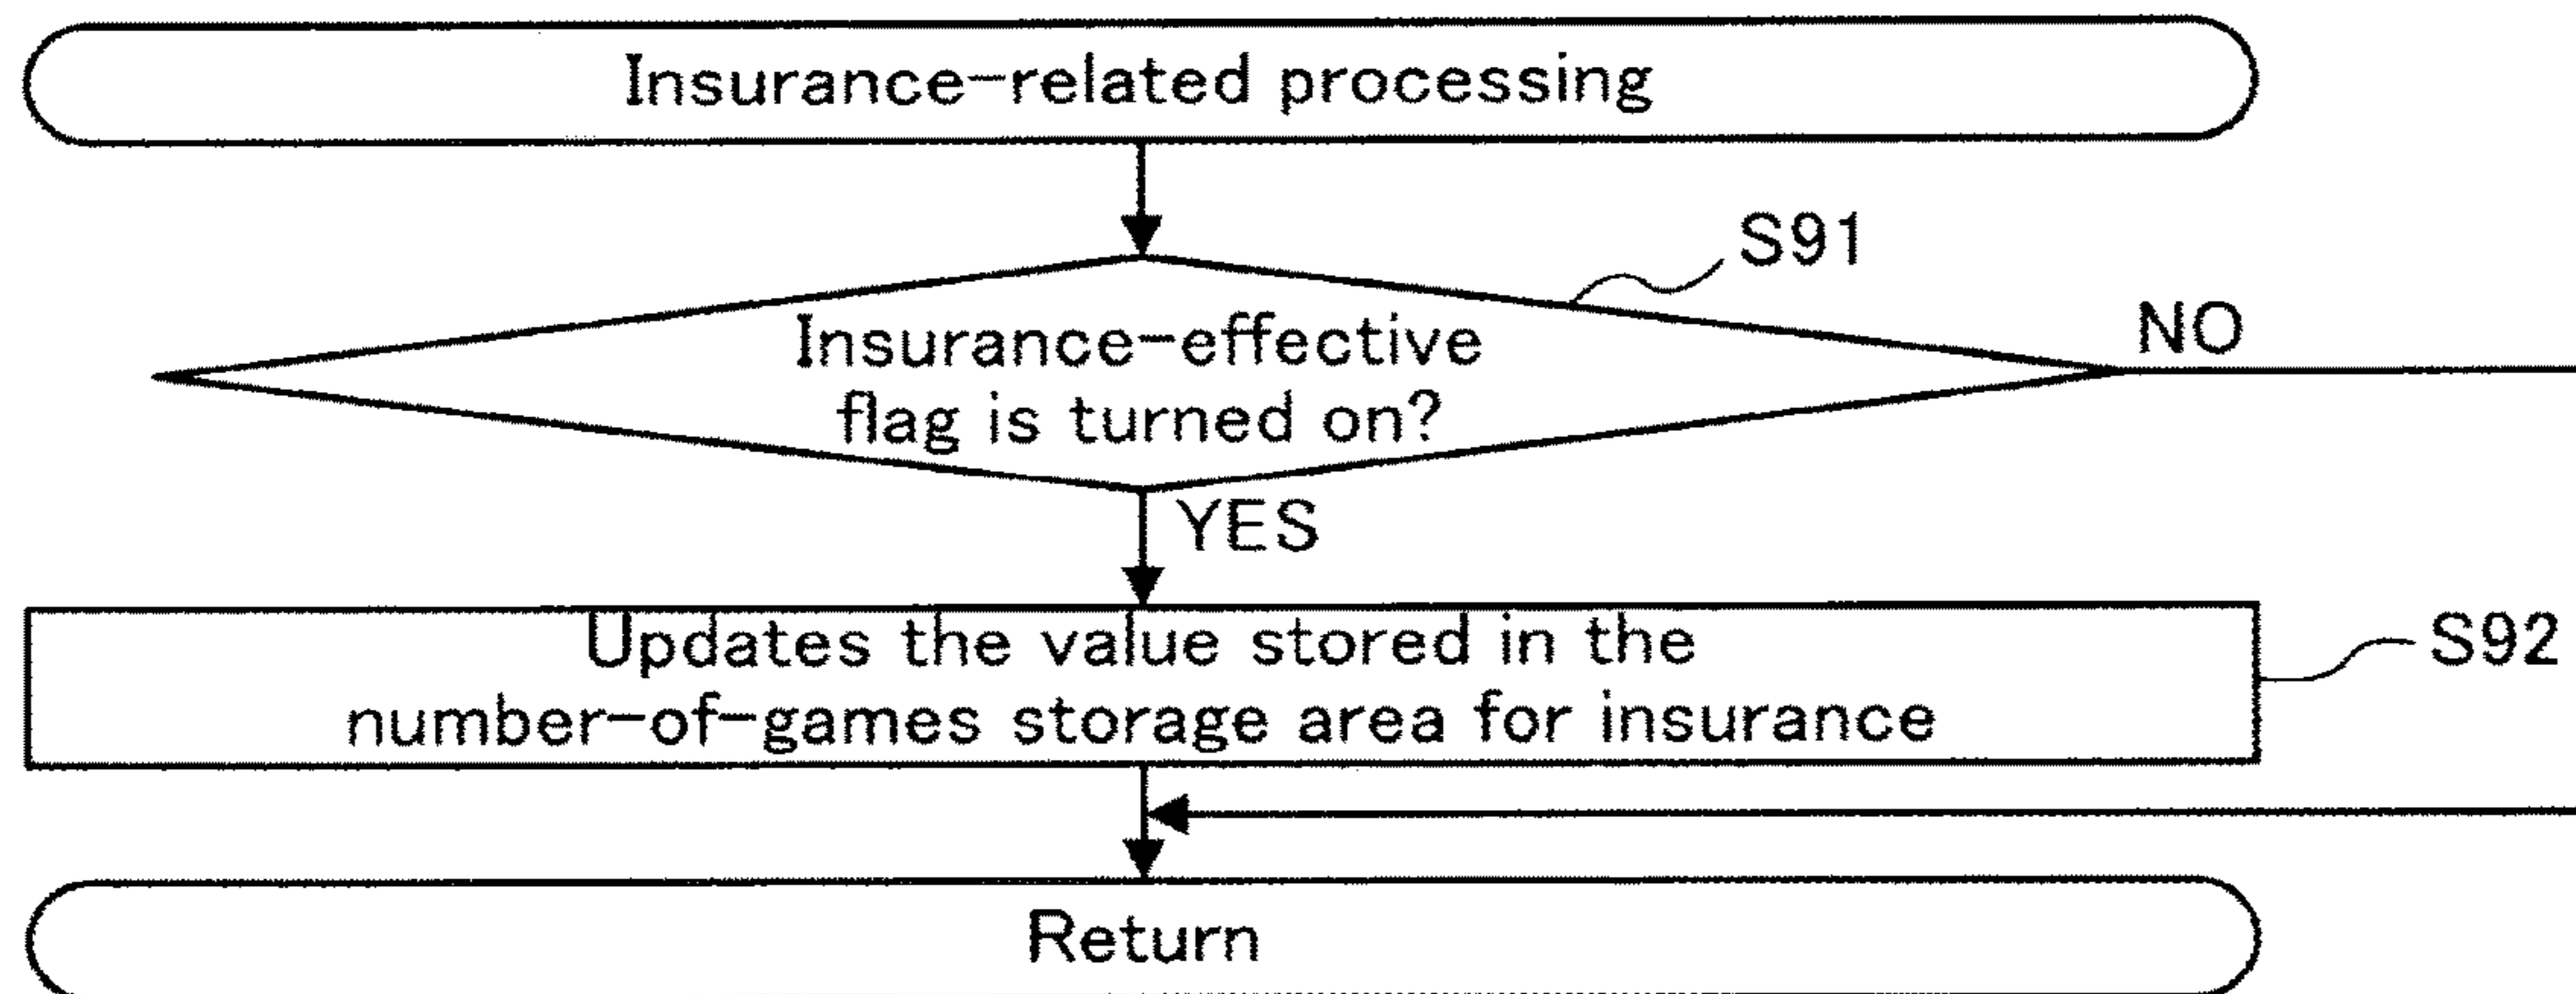 Insurance-related processing
S91
NO
Insurance-effective
flag is turned on?
YES
Updates the value stored in the
number-of-games storage area for insurance
S92
Return